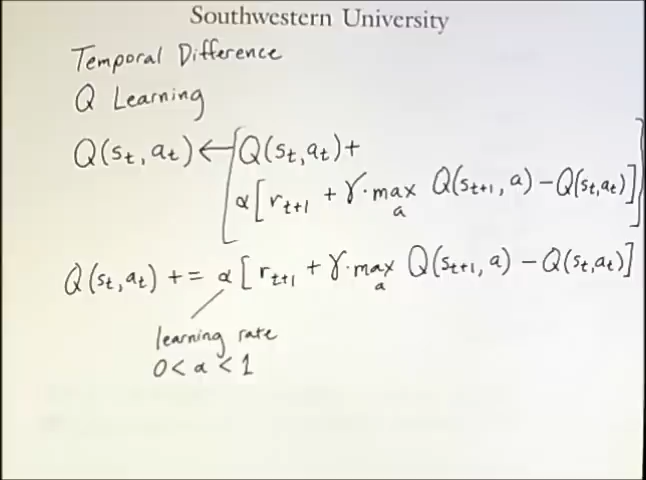 Southwestern University
Temporal Difference
Q Learning
Q(sₜ, aₜ) ← [Q(sₜ, aₜ) +
α[rₜ₊₁ + γ·max Q(sₜ₊₁, a) − Q(sₜ, aₜ)]]
a
Q(sₜ, aₜ) += α[rₜ₊₁ + γ·max Q(sₜ₊₁, a) − Q(sₜ, aₜ)]
a
learning rate
0 < α < 1